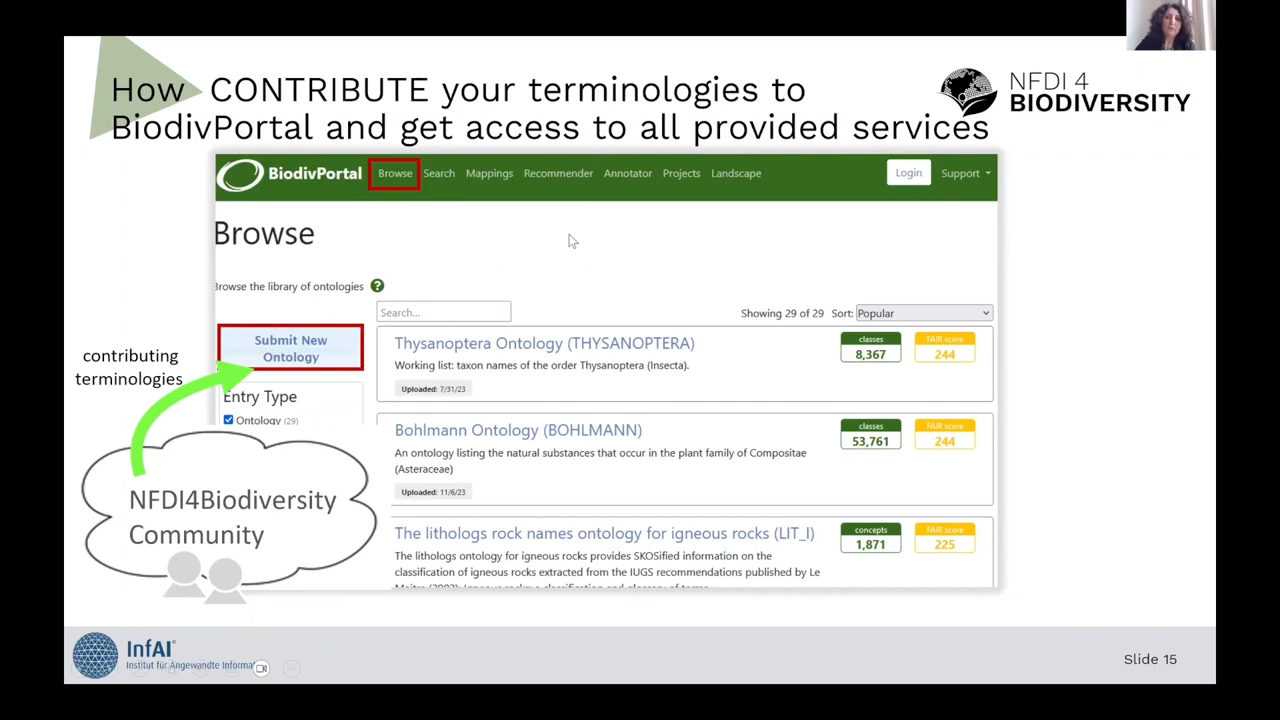 How CONTRIBUTE your terminologies to
BiodivPortal and get access to all provided services
NFDI 4
BIODIVERSITY
BiodivPortal Browse Search Mappings Recommender Annotator Projects Landscape Login Support
Browse
Browse the library of ontologies ?
Search...
Showing 29 of 29 Sort: Popular
Submit New
Ontology
contributing
terminologies
Entry Type
Ontology (29)
Thysanoptera Ontology (THYSANOPTERA)
Working list: taxon names of the order Thysanoptera (Insecta).
Uploaded: 7/31/23
classes
8,367
FAIR score
244
Bohlmann Ontology (BOHLMANN)
An ontology listing the natural substances that occur in the plant family of Compositae
(Asteraceae)
Uploaded: 11/6/23
classes
53,761
FAIR score
244
The lithologs rock names ontology for igneous rocks (LIT_I)
The lithologs ontology for igneous rocks provides SKOSified information on the
classification of igneous rocks extracted from the IUGS recommendations published by Le
concepts
1,871
FAIR score
225
NFDI4Biodiversity
Community
InfAI
Institut für Angewandte Informa
Slide 15